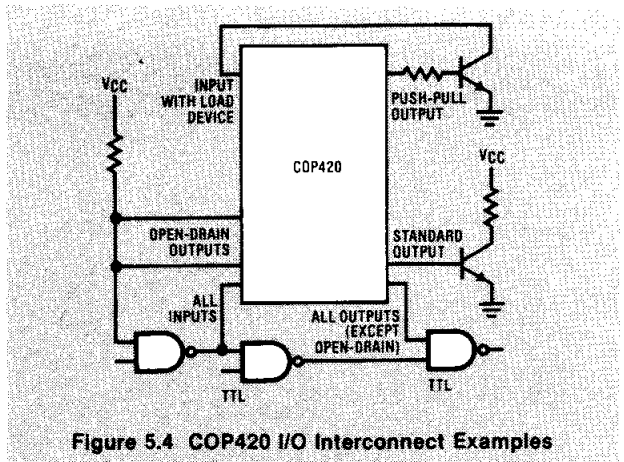 VCC
INPUT
WITH LOAD
DEVICE
PUSH-PULL
OUTPUT
COP420
VCC
OPEN-DRAIN
OUTPUTS
STANDARD
OUTPUT
ALL
INPUTS
ALL OUTPUTS
(EXCEPT
OPEN-DRAIN)
TTL
TTL
Figure 5.4 COP420 I/O Interconnect Examples